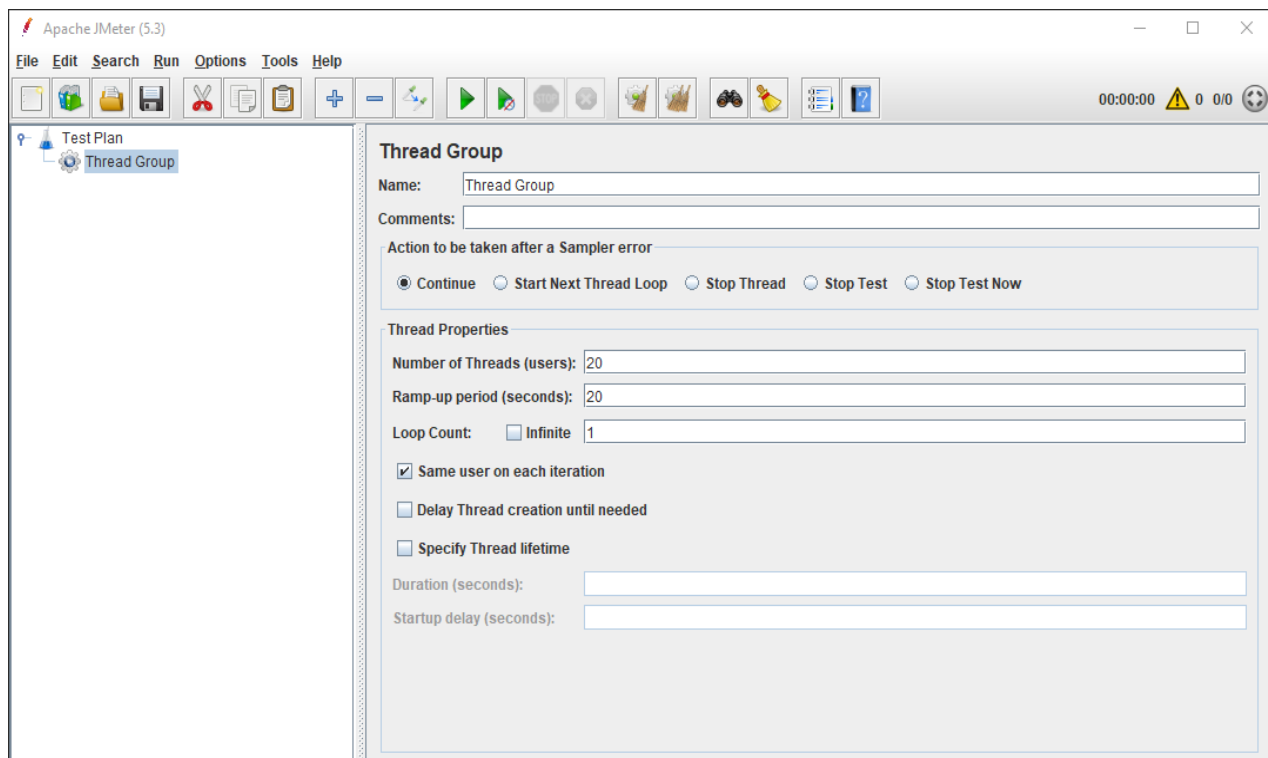 Apache JMeter (5.3)
File Edit Search Run Options Tools Help
STOP
00:00:00 0 0/0
Test Plan
Thread Group
Thread Group
Name: Thread Group
Comments:
Action to be taken after a Sampler error
Continue Start Next Thread Loop Stop Thread Stop Test Stop Test Now
Thread Properties
Number of Threads (users): 20
Ramp-up period (seconds): 20
Loop Count: Infinite 1
Same user on each iteration
Delay Thread creation until needed
Specify Thread lifetime
Duration (seconds):
Startup delay (seconds):